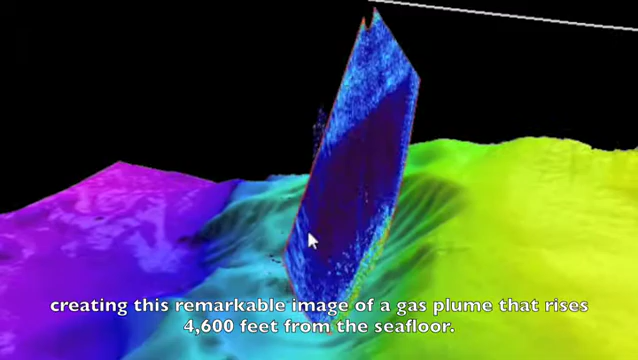 creating this remarkable image of a gas plume that rises
4,600 feet from the seafloor.